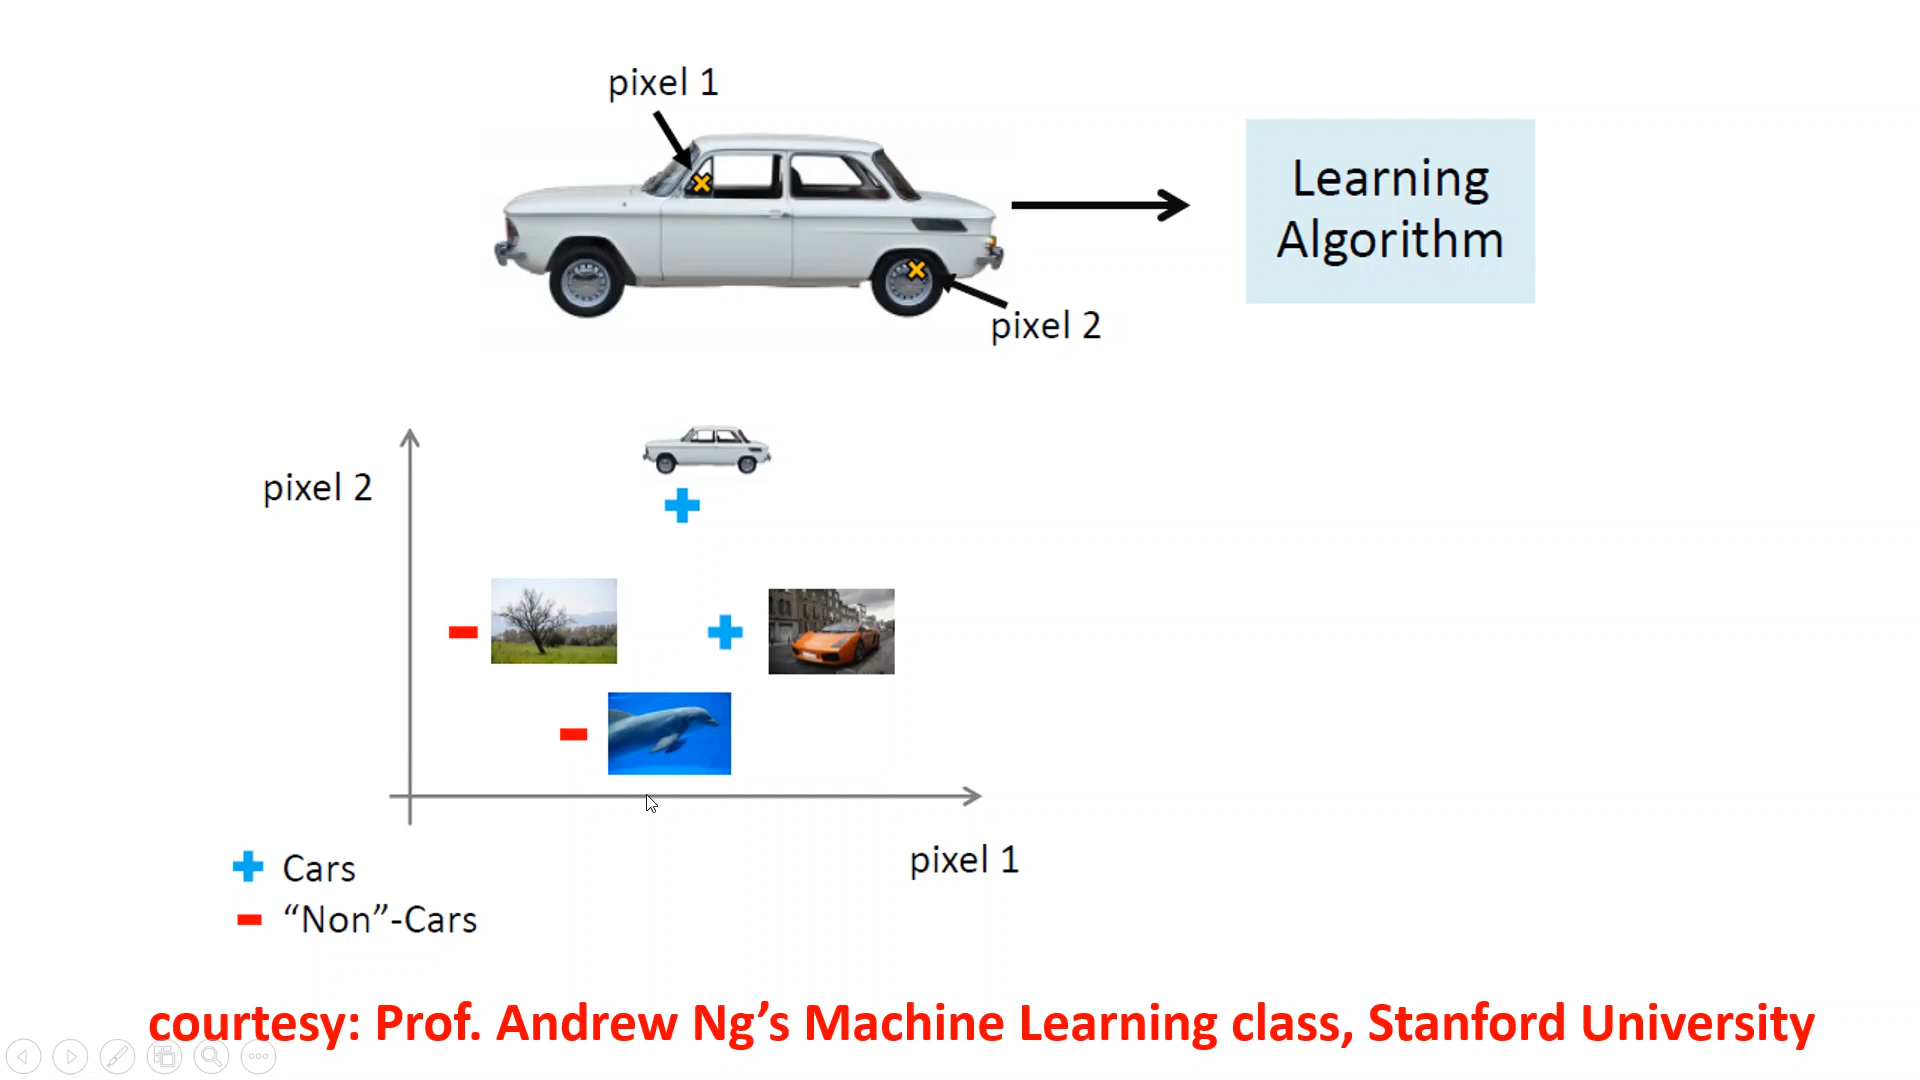 pixel 1
Learning
Algorithm
pixel 2
pixel 2
pixel 1
Cars
“Non”-Cars
courtesy: Prof. Andrew Ng’s Machine Learning class, Stanford University